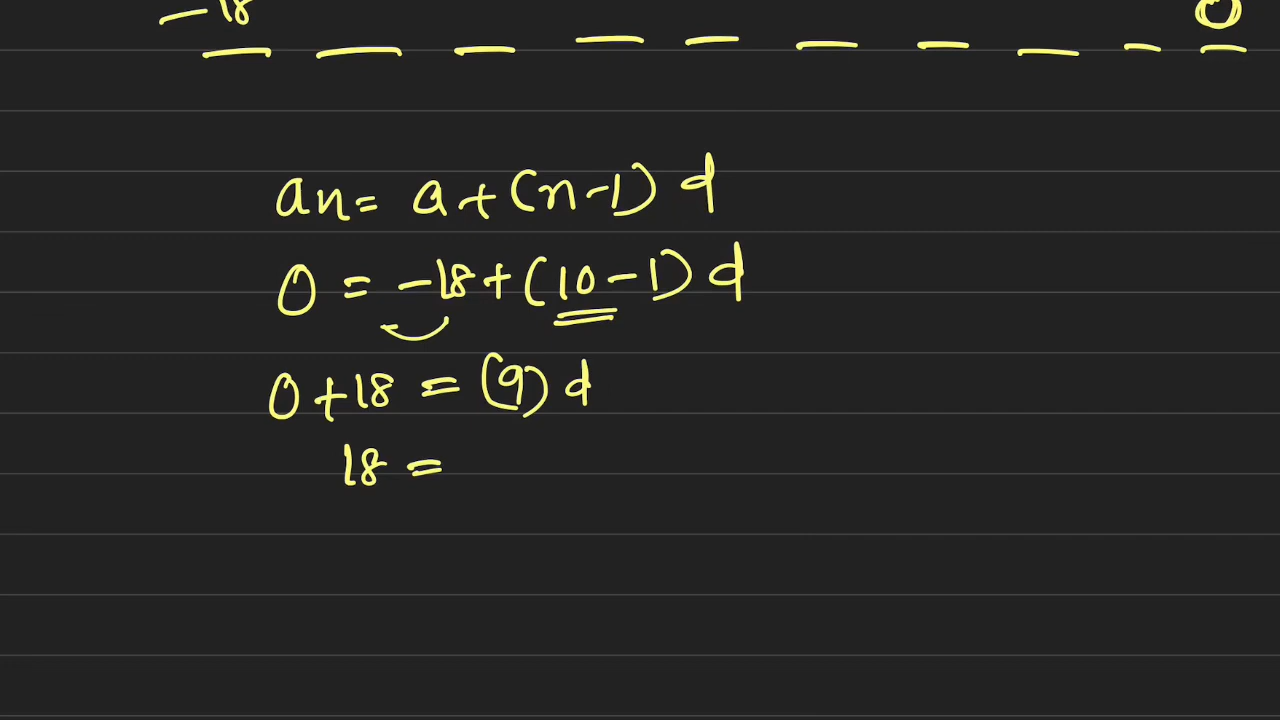 -18 0
an = a + (n-1) d
0 = -18 + (10-1) d
0 + 18 = (9) d
18 =